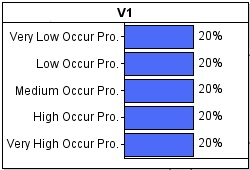 V1
Very Low Occur Pro. 20%
Low Occur Pro. 20%
Medium Occur Pro. 20%
High Occur Pro. 20%
Very High Occur Pro. 20%